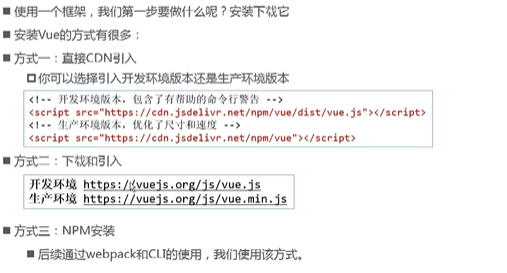 使用一个框架，我们第一步要做什么呢？安装下载它
安装Vue的方式有很多：
方式一：直接CDN引入
你可以选择引入开发环境版本还是生产环境版本
<!-- 开发环境版本，包含了有帮助的命令行警告 -->
<script src="https://cdn.jsdelivr.net/npm/vue/dist/vue.js"></script>
<!-- 生产环境版本，优化了尺寸和速度 -->
<script src="https://cdn.jsdelivr.net/npm/vue"></script>
方式二：下载和引入
开发环境 https://vuejs.org/js/vue.js
生产环境 https://vuejs.org/js/vue.min.js
方式三：NPM安装
后续通过webpack和CLI的使用，我们使用该方式。